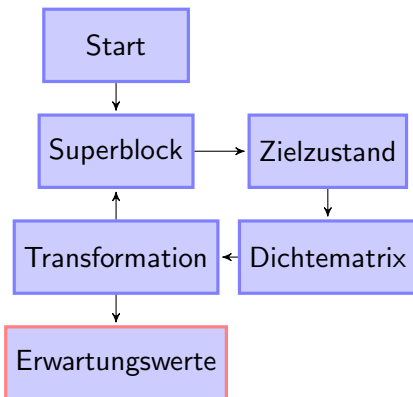 Start
Superblock
Zielzustand
Transformation
Dichtematrix
Erwartungswerte